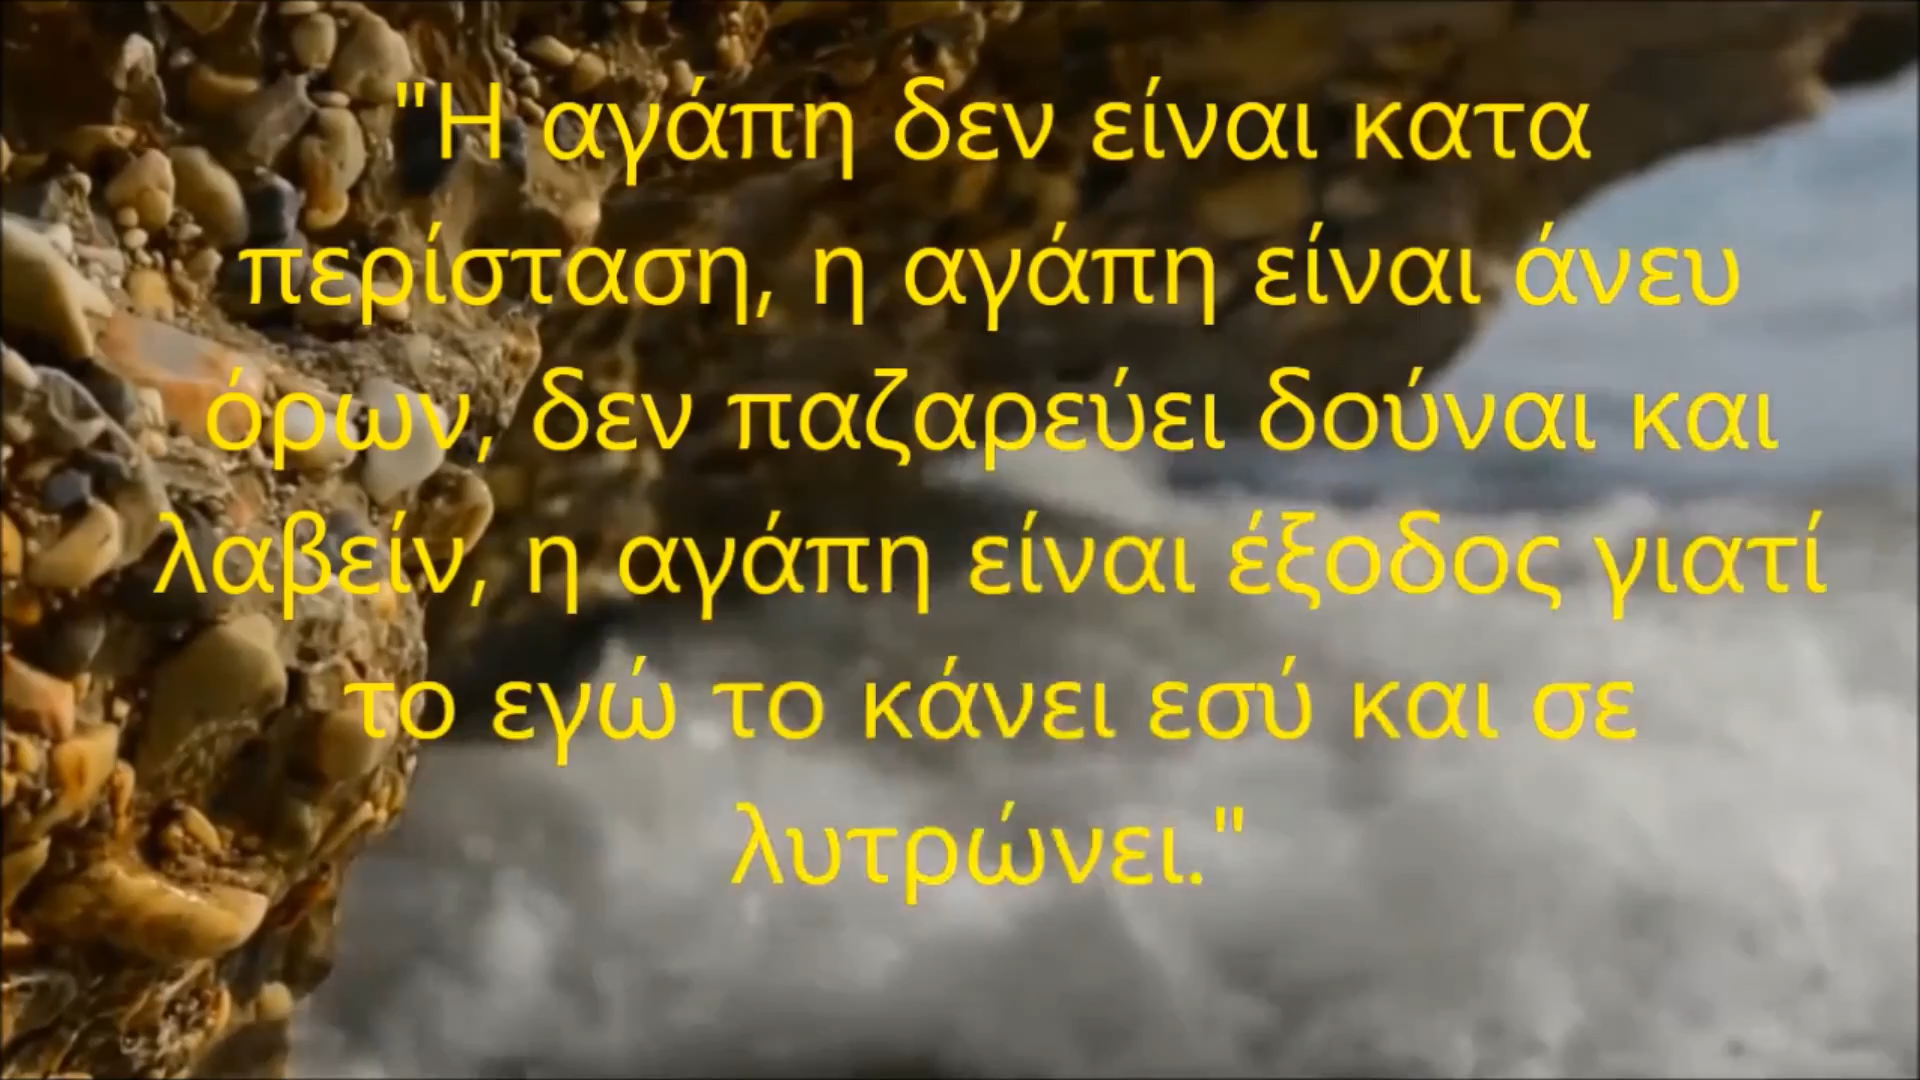 "Η αγάπη δεν είναι κατα
περίσταση, η αγάπη είναι άνευ
όρων, δεν παζαρεύει δούναι και
λαβείν, η αγάπη είναι έξοδος γιατί
το εγώ το κάνει εσύ και σε
λυτρώνει."